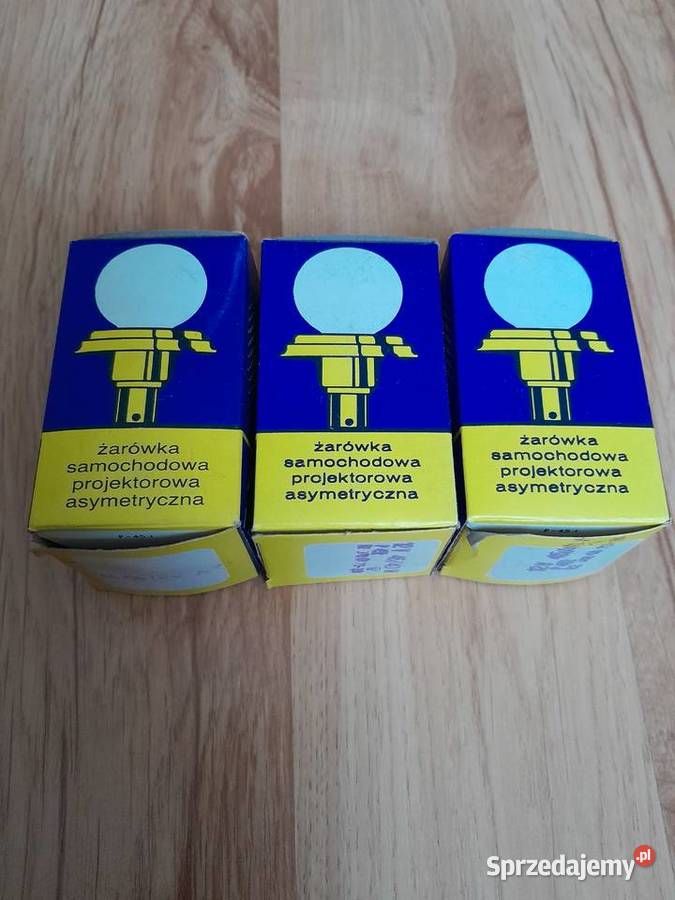 żarówka
samochodowa
projektorowa
asymetryczna
żarówka
samochodowa
projektorowa
asymetryczna
żarówka
samochodowa
projektorowa
asymetryczna
Sprzedajemy.pl